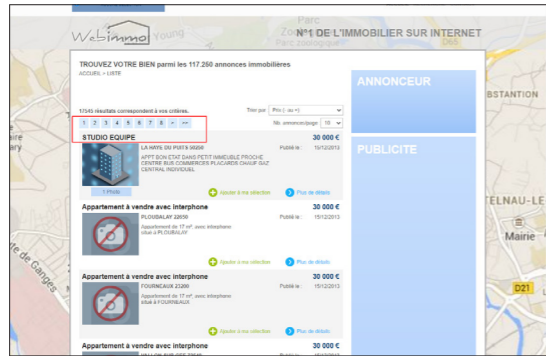 Parc
Zoo
Webimmo
Young
N°1 DE L'IMMOBILIER SUR INTERNET
Parc zoologique
D65
TROUVEZ VOTRE BIEN parmi les 117.250 annonces immobilières
ACCUEIL > LISTE
ANNONCEUR
BSTANTION
17545 résultats correspondent à vos critères.
Trier par
Prix (- au +)
1 2 3 4 5 6 7 8 > >>
Nb. annonces/page
10
STUDIO EQUIPE
30 000 €
LA HAYE DU PUITS 50250
Publié le :
15/12/2013
PUBLICITE
APPT BON ÉTAT DANS PETIT IMMEUBLE PROCHE
CENTRE BUS COMMERCES PLACARDS CHAUF GAZ
CENTRAL INDIVIDUEL
1 Photo
Ajouter à ma sélection
Plus de détails
Appartement à vendre avec interphone
30 000 €
TELNAU-LE
PLOUBALAY 22650
Publié le :
15/12/2013
Appartement de 17 m², avec interphone
situé à PLOUBALAY
Mairie
Ajouter à ma sélection
Plus de détails
de Ganges
Appartement à vendre avec interphone
30 000 €
FOURNEAUX 23200
Publié le :
15/12/2013
D21
Appartement de 17 m², avec interphone
situé à FOURNEAUX
Ajouter à ma sélection
Plus de détails
Appartement à vendre avec interphone
30 000 €